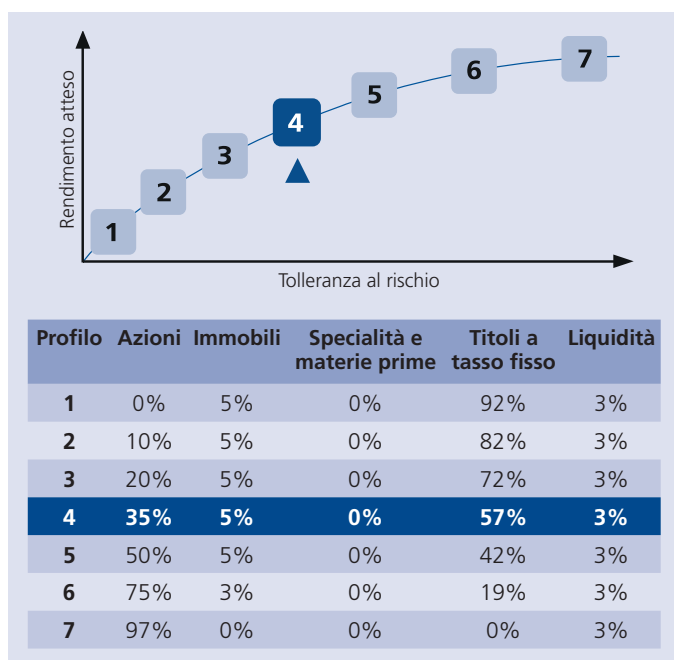 Rendimento atteso
1
2
3
4
5
6
7
Tolleranza al rischio
Profilo Azioni Immobili Specialità e materie prime Titoli a tasso fisso Liquidità
1 0% 5% 0% 92% 3%
2 10% 5% 0% 82% 3%
3 20% 5% 0% 72% 3%
4 35% 5% 0% 57% 3%
5 50% 5% 0% 42% 3%
6 75% 3% 0% 19% 3%
7 97% 0% 0% 0% 3%